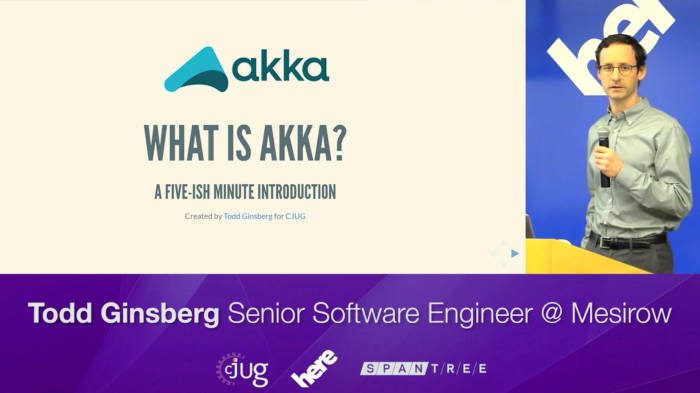 akka
WHAT IS AKKA?
A FIVE-ISH MINUTE INTRODUCTION
Created by Todd Ginsberg for CJUG
her
Todd Ginsberg Senior Software Engineer @ Mesirow
cjug
here
S/P/A/N/T/R/E/E